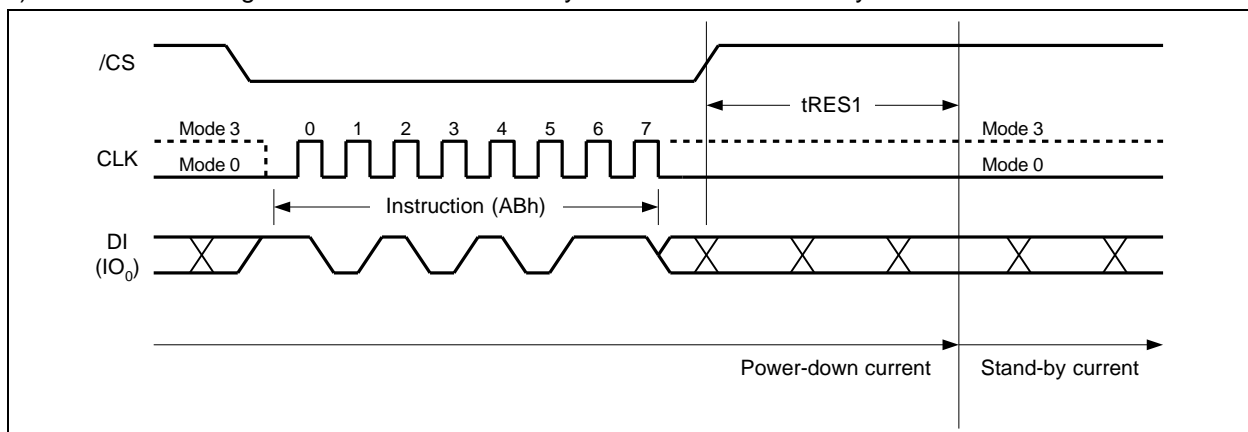 /CS
tRES1
Mode 3 0 1 2 3 4 5 6 7 Mode 3
CLK
Mode 0 Mode 0
Instruction (ABh)
DI
(IO0)
Power-down current Stand-by current